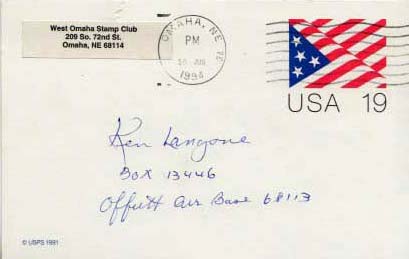 West Omaha Stamp Club
209 So. 72nd St.
Omaha, NE 68114
OMAHA, NE
PM
1994
USA 19
Ken Langone
Box 13446
Offutt Air Base 68113
© USPS 1991